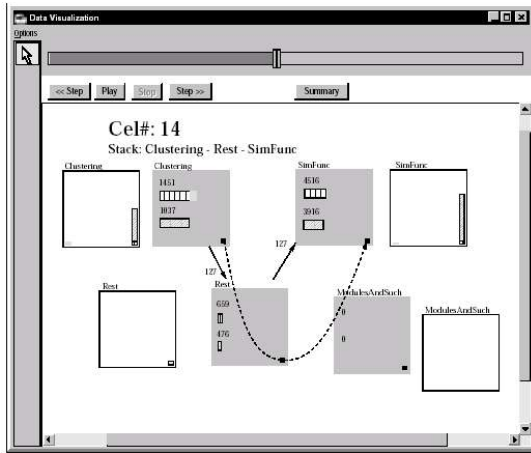 Data Visualization
Options
<< Step Play Stop Step >> Summary
Cel#: 14
Stack: Clustering - Rest - SimFunc
Clustering Clustering SimFunc SimFunc
1451
1037
4516
3916
127
127
Rest Rest
659
476
ModulesAndSuch
0
0
ModulesAndSuch